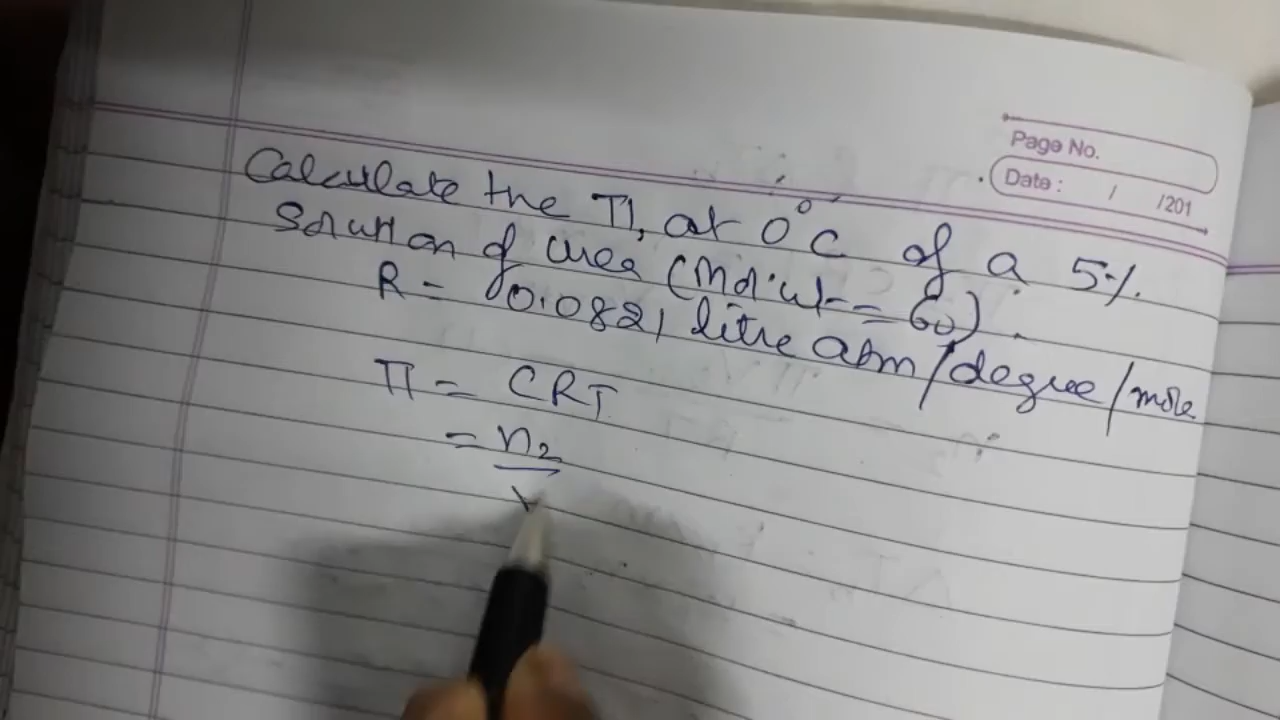 Page No.
Date : / /201
Calculate the π, at 0°C of a 5%
Solution of urea (Mol.wt = 60).
R = 0.0821 litre atm/degree/mole
π = CRT
= n₂
V